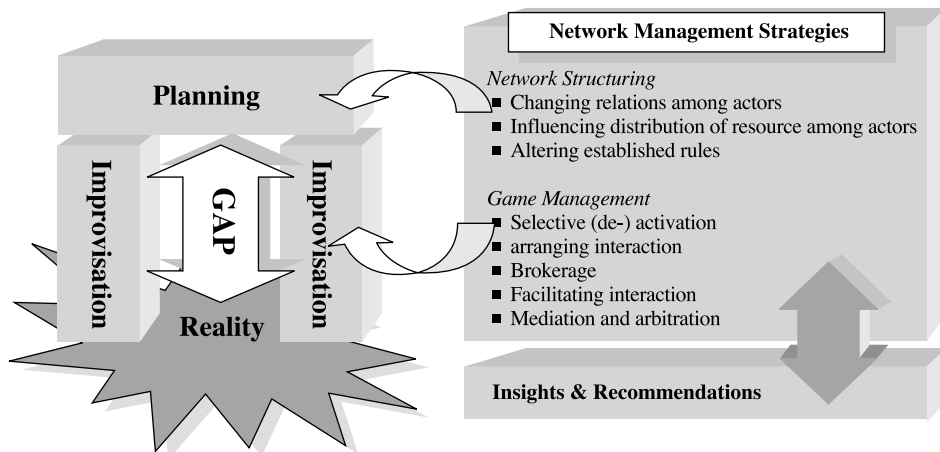 Network Management Strategies
Planning
Improvisation
GAP
Improvisation
Reality
Network Structuring
Changing relations among actors
Influencing distribution of resource among actors
Altering established rules
Game Management
Selective (de-) activation
arranging interaction
Brokerage
Facilitating interaction
Mediation and arbitration
Insights & Recommendations